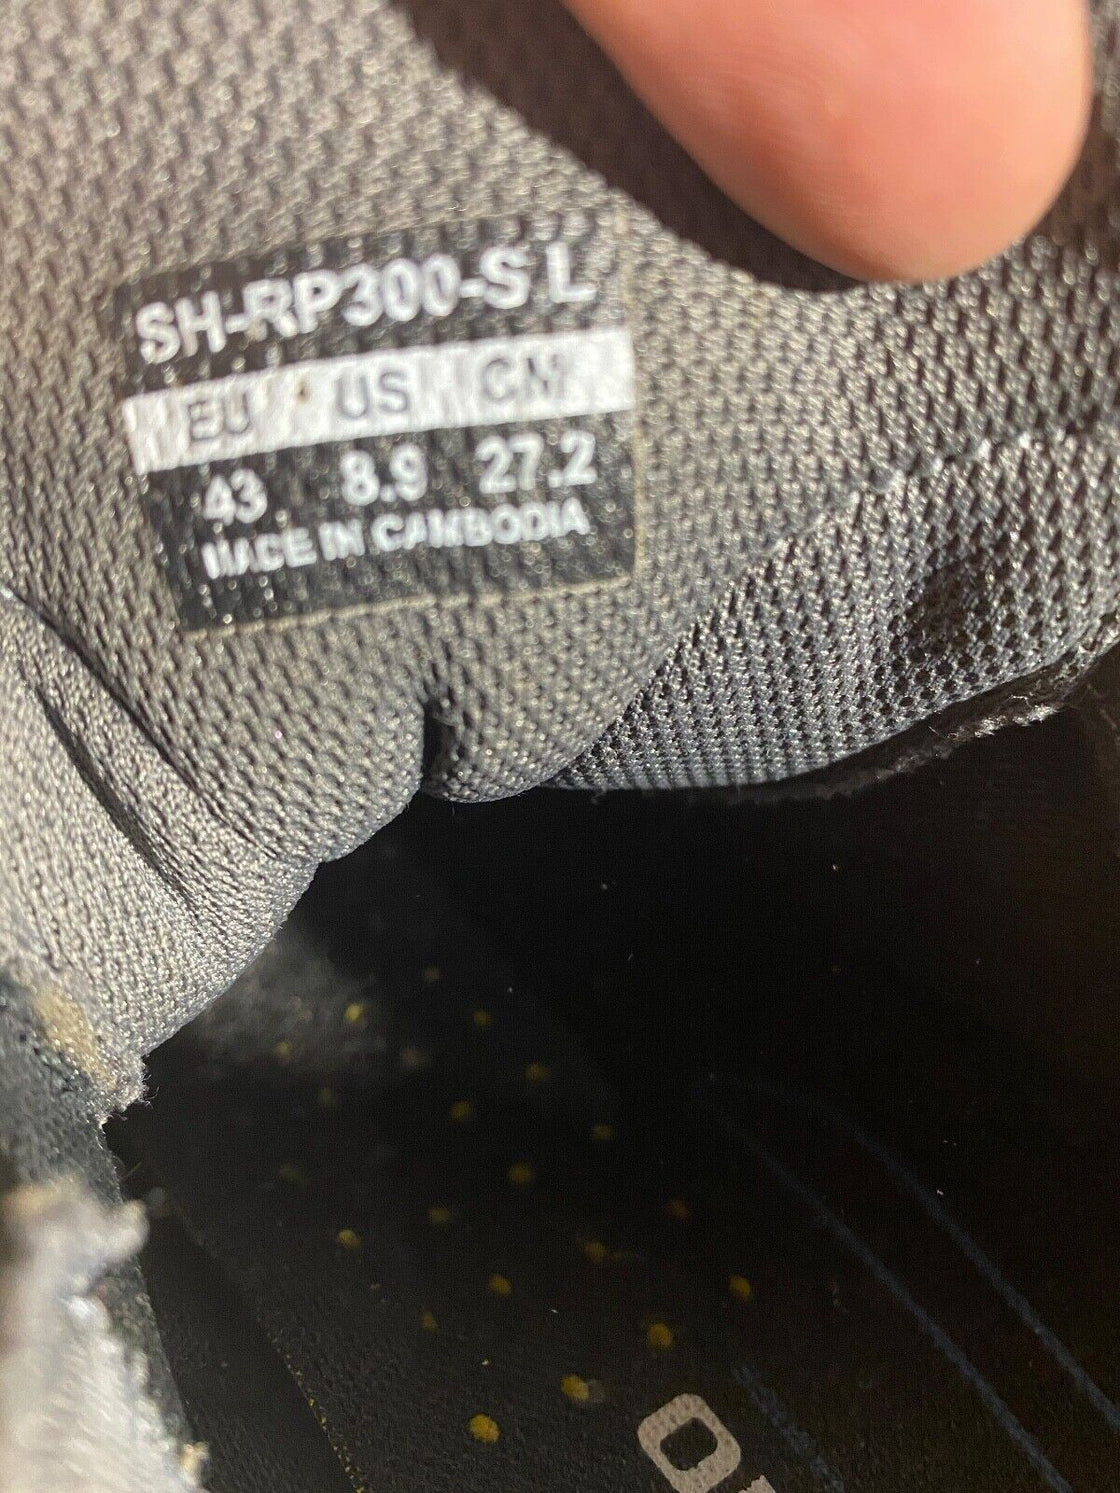 SH-RP300-S L
EU US CM
43 8.9 27.2
MADE IN CAMBODIA